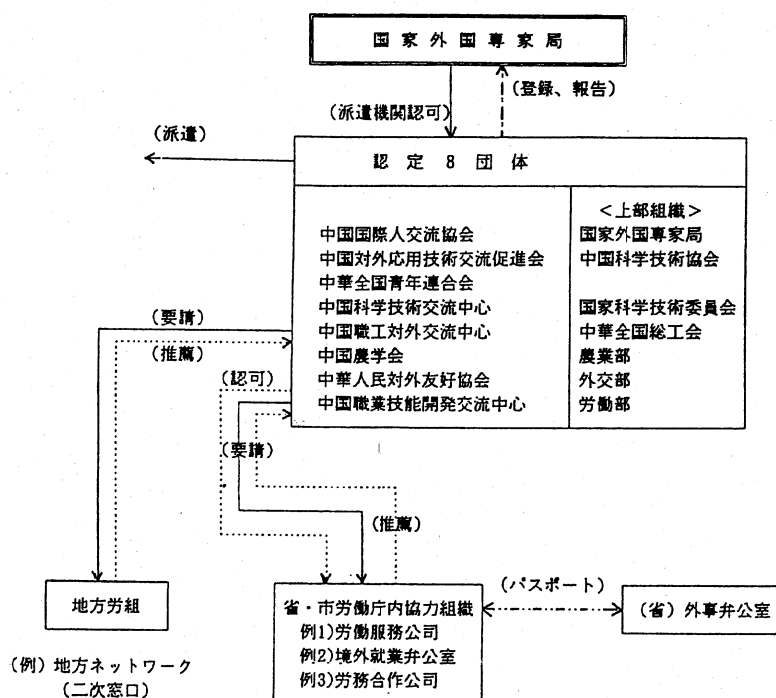 国家外国専家局
(登録、報告)
(派遣機関認可)
(派遣)
認定8団体
<上部組織>
中国国際人交流協会 国家外国専家局
中国対外応用技術交流促進会 中国科学技術協会
中華全国青年連合会
中国科学技術交流中心 国家科学技術委員会
中国職工対外交流中心 中華全国総工会
中国農学会 農業部
中華人民対外友好協会 外交部
中国職業技能開発交流中心 労働部
(要請)
(推薦)
(認可)
(要請)
(推薦)
(パスポート)
地方労組
省・市労働庁内協力組織
例1)労働服務公司
例2)境外就業弁公室
例3)労務合作公司
(省)外事弁公室
(例)地方ネットワーク
(二次窓口)